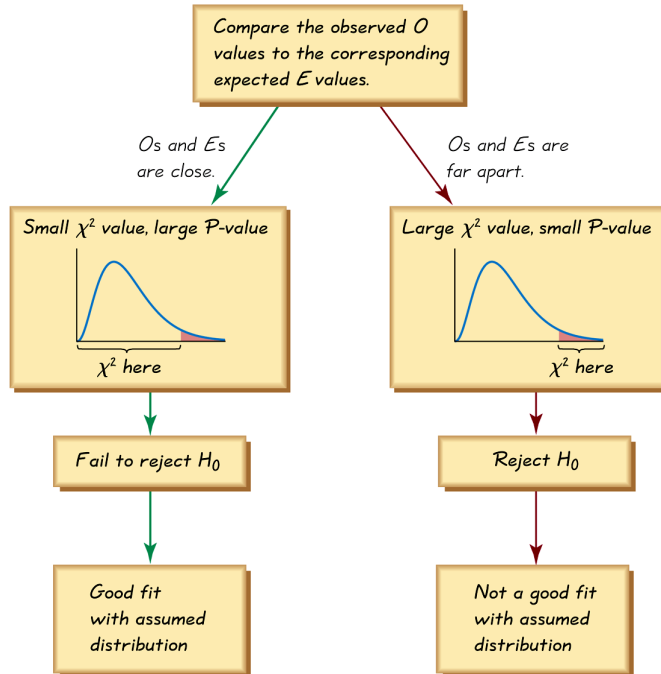 Compare the observed O
values to the corresponding
expected E values.
Os and Es
are close.
Os and Es are
far apart.
Small χ² value, large P-value
χ² here
Large χ² value, small P-value
χ² here
Fail to reject H₀
Reject H₀
Good fit
with assumed
distribution
Not a good fit
with assumed
distribution